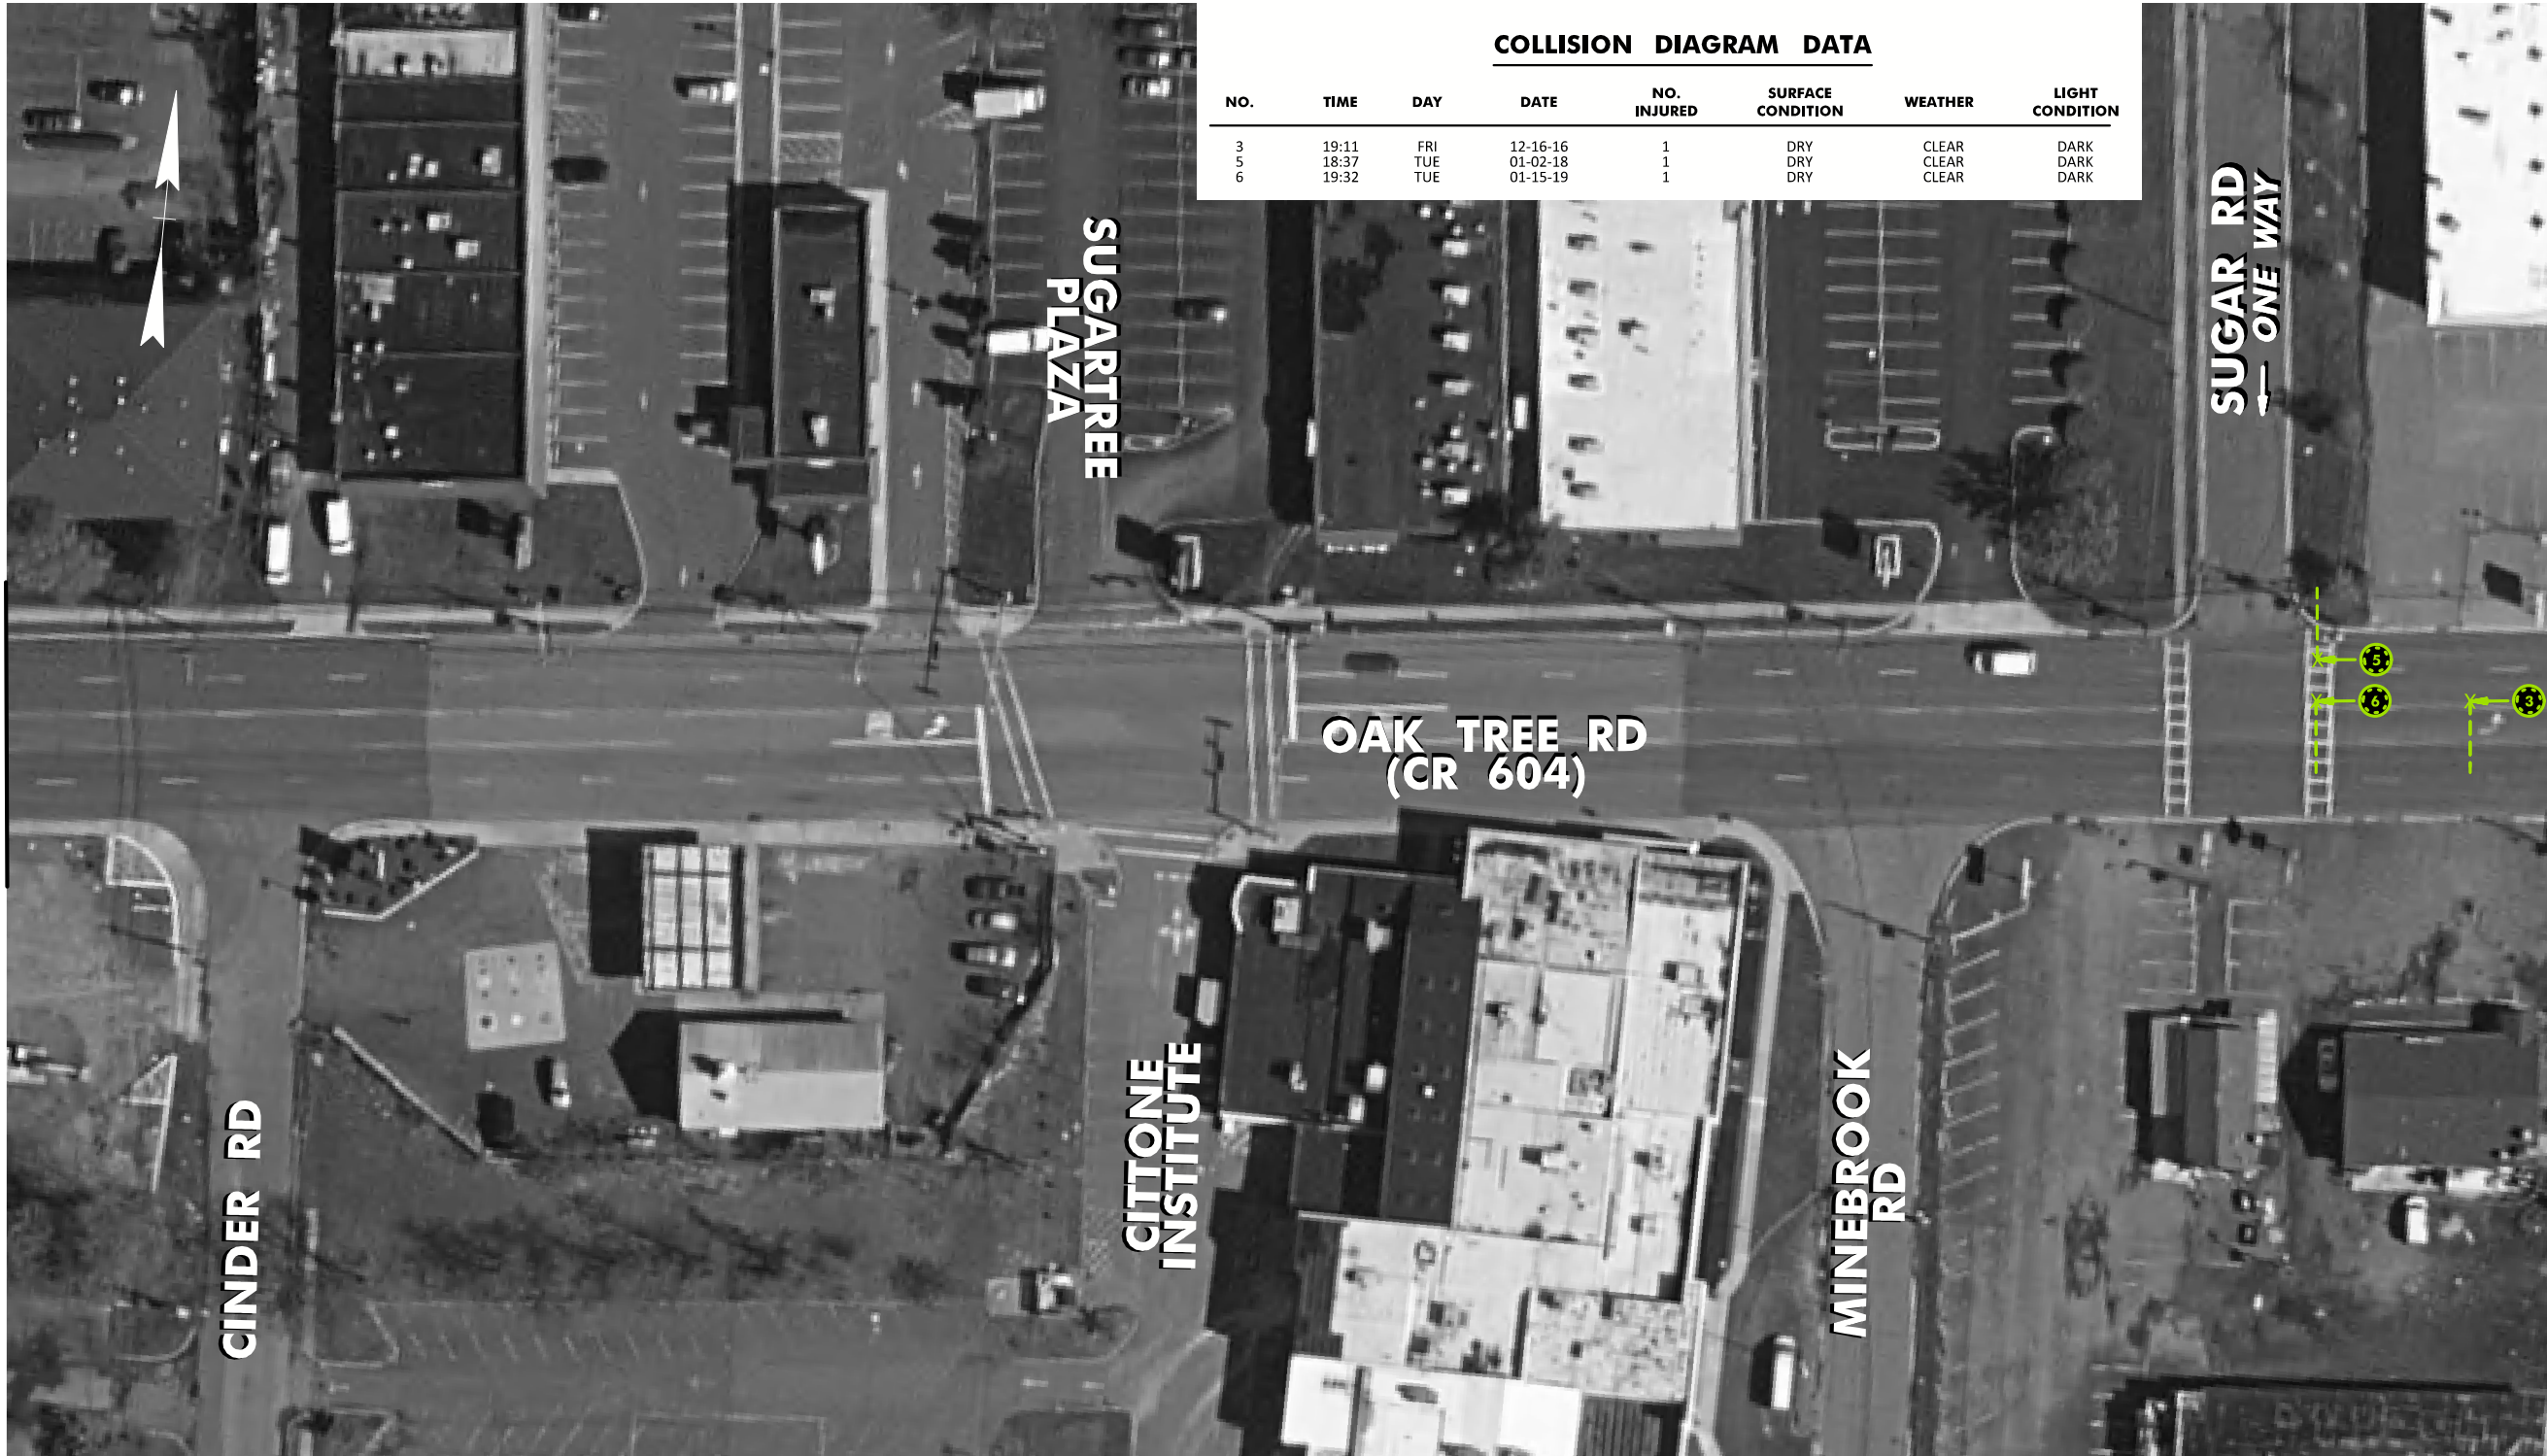 COLLISION DIAGRAM DATA
NO. TIME DAY DATE NO. INJURED SURFACE CONDITION WEATHER LIGHT CONDITION
3 19:11 FRI 12-16-16 1 DRY CLEAR DARK
5 18:37 TUE 01-02-18 1 DRY CLEAR DARK
6 19:32 TUE 01-15-19 1 DRY CLEAR DARK
SUGARTREE
PLAZA
SUGAR RD
ONE WAY
5
6
3
OAK TREE RD
(CR 604)
CINDER RD
CITTONE
INSTITUTE
MINEBROOK
RD